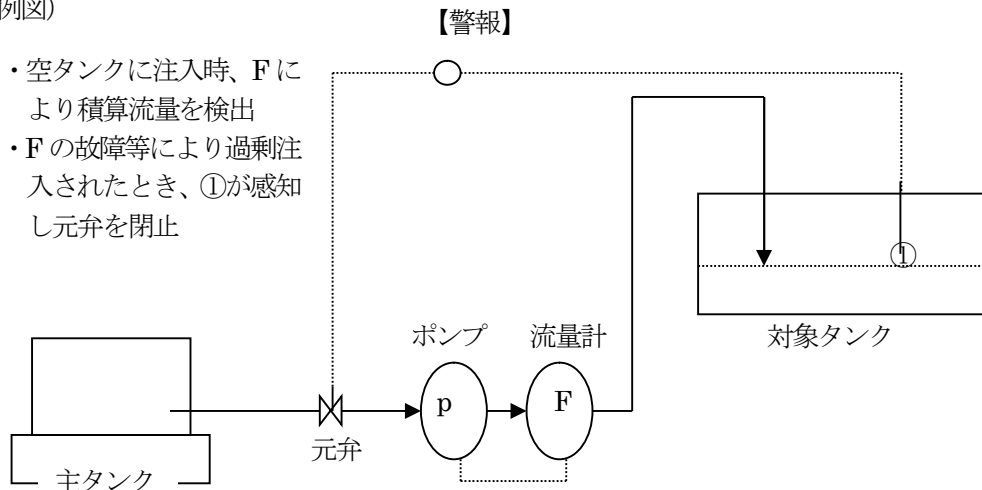 例図）
【警報】
・空タンクに注入時、F に
より積算流量を検出
・F の故障等により過剰注
入されたとき、①が感知
し元弁を閉止
①
ポンプ
流量計
対象タンク
p
F
元弁
主タンク